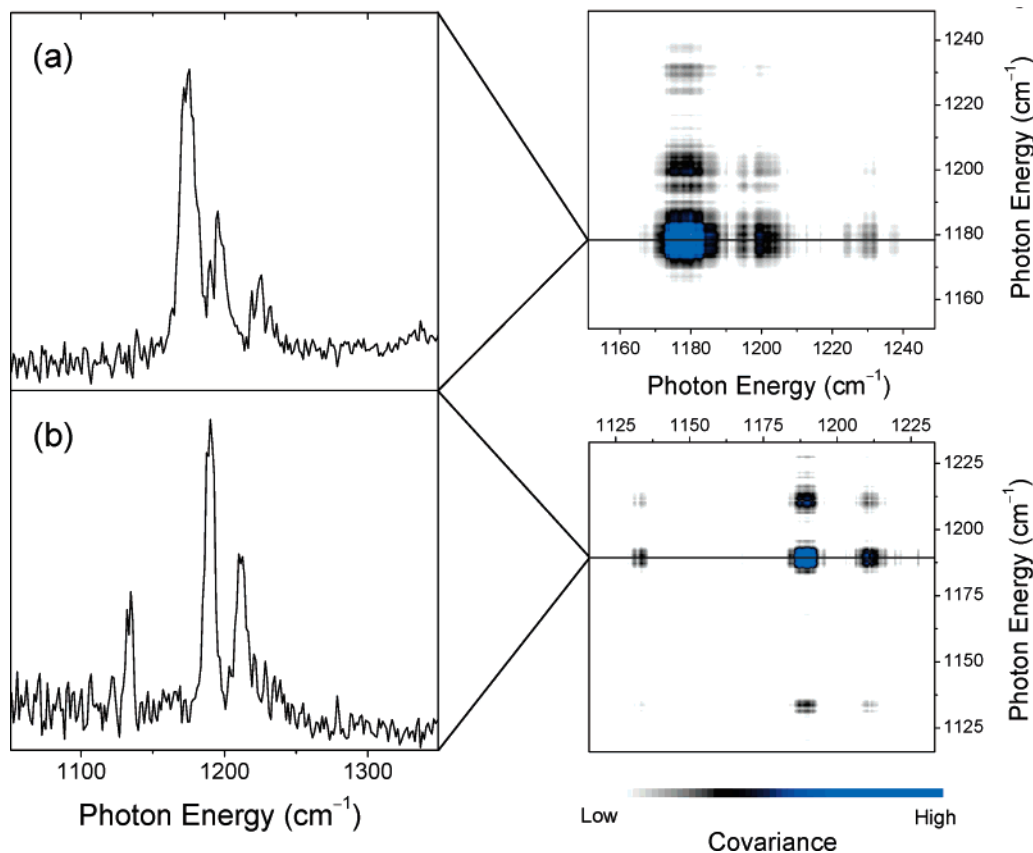 (a)
1240
1220
1200
1180
1160
Photon Energy (cm⁻¹)
1160 1180 1200 1220 1240
Photon Energy (cm⁻¹)
(b)
1125 1150 1175 1200 1225
1225
1200
1175
1150
1125
Photon Energy (cm⁻¹)
1100 1200 1300
Photon Energy (cm⁻¹)
Low High
Covariance